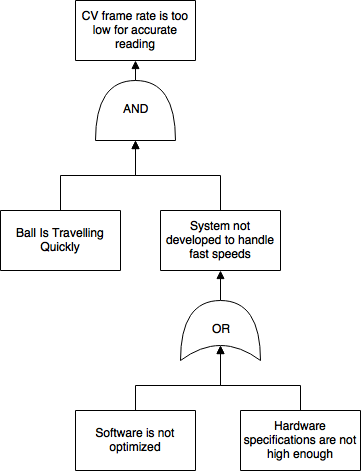 CV frame rate is too
low for accurate
reading
AND
Ball Is Travelling
Quickly
System not
developed to handle
fast speeds
OR
Software is not
optimized
Hardware
specifications are not
high enough